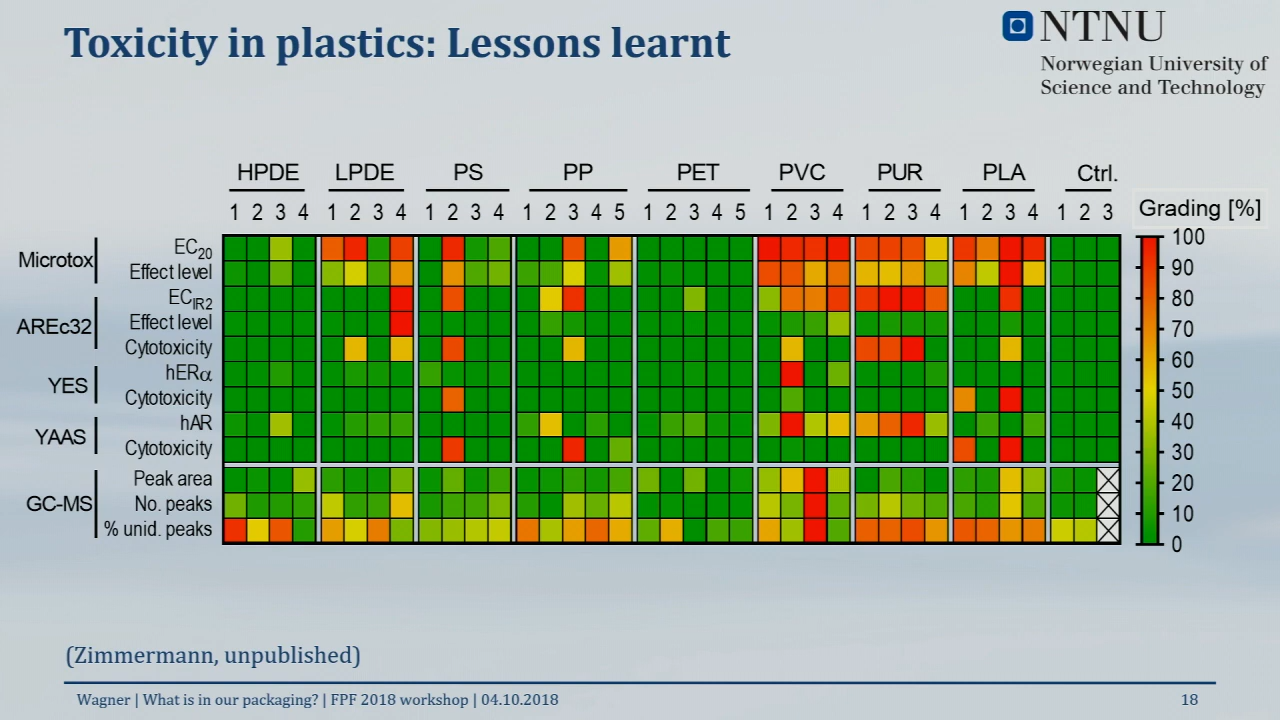 Toxicity in plastics: Lessons learnt
NTNU
Norwegian University of
Science and Technology
HPDE LPDE PS PP PET PVC PUR PLA Ctrl.
1 2 3 4 1 2 3 4 1 2 3 4 1 2 3 4 5 1 2 3 4 5 1 2 3 4 1 2 3 4 1 2 3 4 1 2 3
Grading [%]
Microtox
EC20
Effect level
AREc32
ECIR2
Effect level
Cytotoxicity
YES
hERα
Cytotoxicity
YAAS
hAR
Cytotoxicity
GC-MS
Peak area
No. peaks
% unid. peaks
100
90
80
70
60
50
40
30
20
10
0
(Zimmermann, unpublished)
Wagner | What is in our packaging? | FPF 2018 workshop | 04.10.2018
18